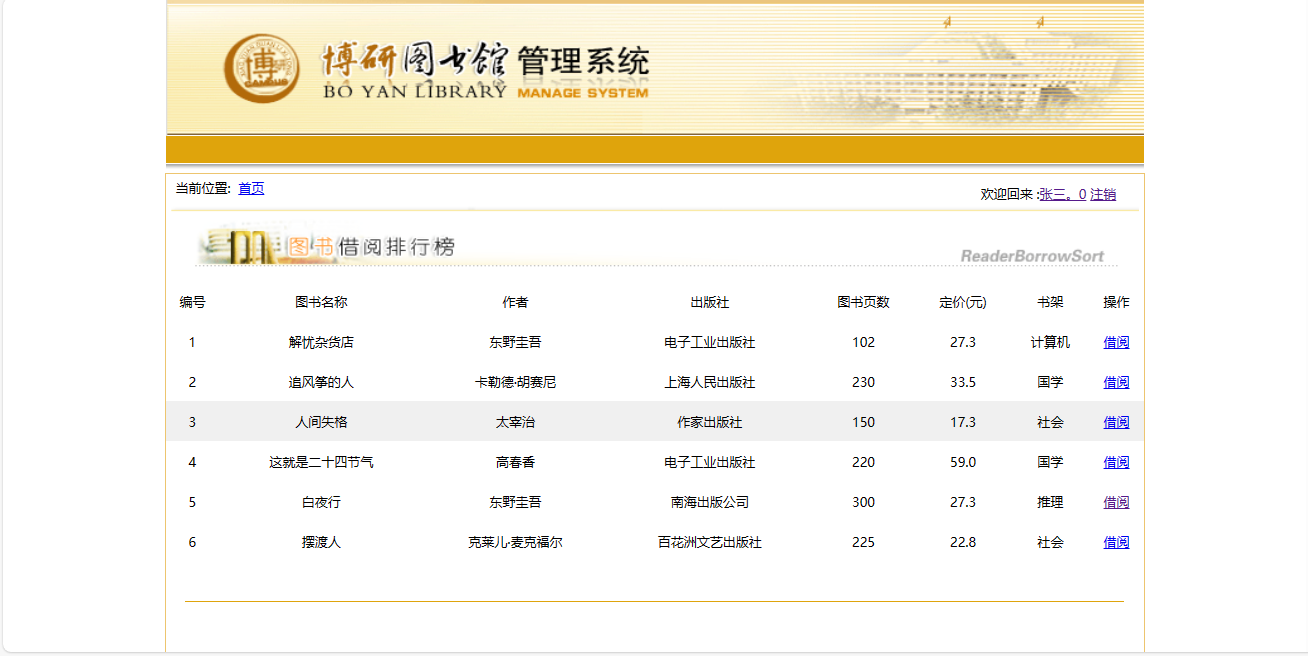 博研图书馆 管理系统
BO YAN LIBRARY MANAGE SYSTEM
当前位置: 首页
欢迎回来 :张三。0 注销
图书借阅排行榜
ReaderBorrowSort
编号 图书名称 作者 出版社 图书页数 定价(元) 书架 操作
1 解忧杂货店 东野圭吾 电子工业出版社 102 27.3 计算机 借阅
2 追风筝的人 卡勒德·胡赛尼 上海人民出版社 230 33.5 国学 借阅
3 人间失格 太宰治 作家出版社 150 17.3 社会 借阅
4 这就是二十四节气 高春香 电子工业出版社 220 59.0 国学 借阅
5 白夜行 东野圭吾 南海出版公司 300 27.3 推理 借阅
6 摆渡人 克莱儿·麦克福尔 百花洲文艺出版社 225 22.8 社会 借阅